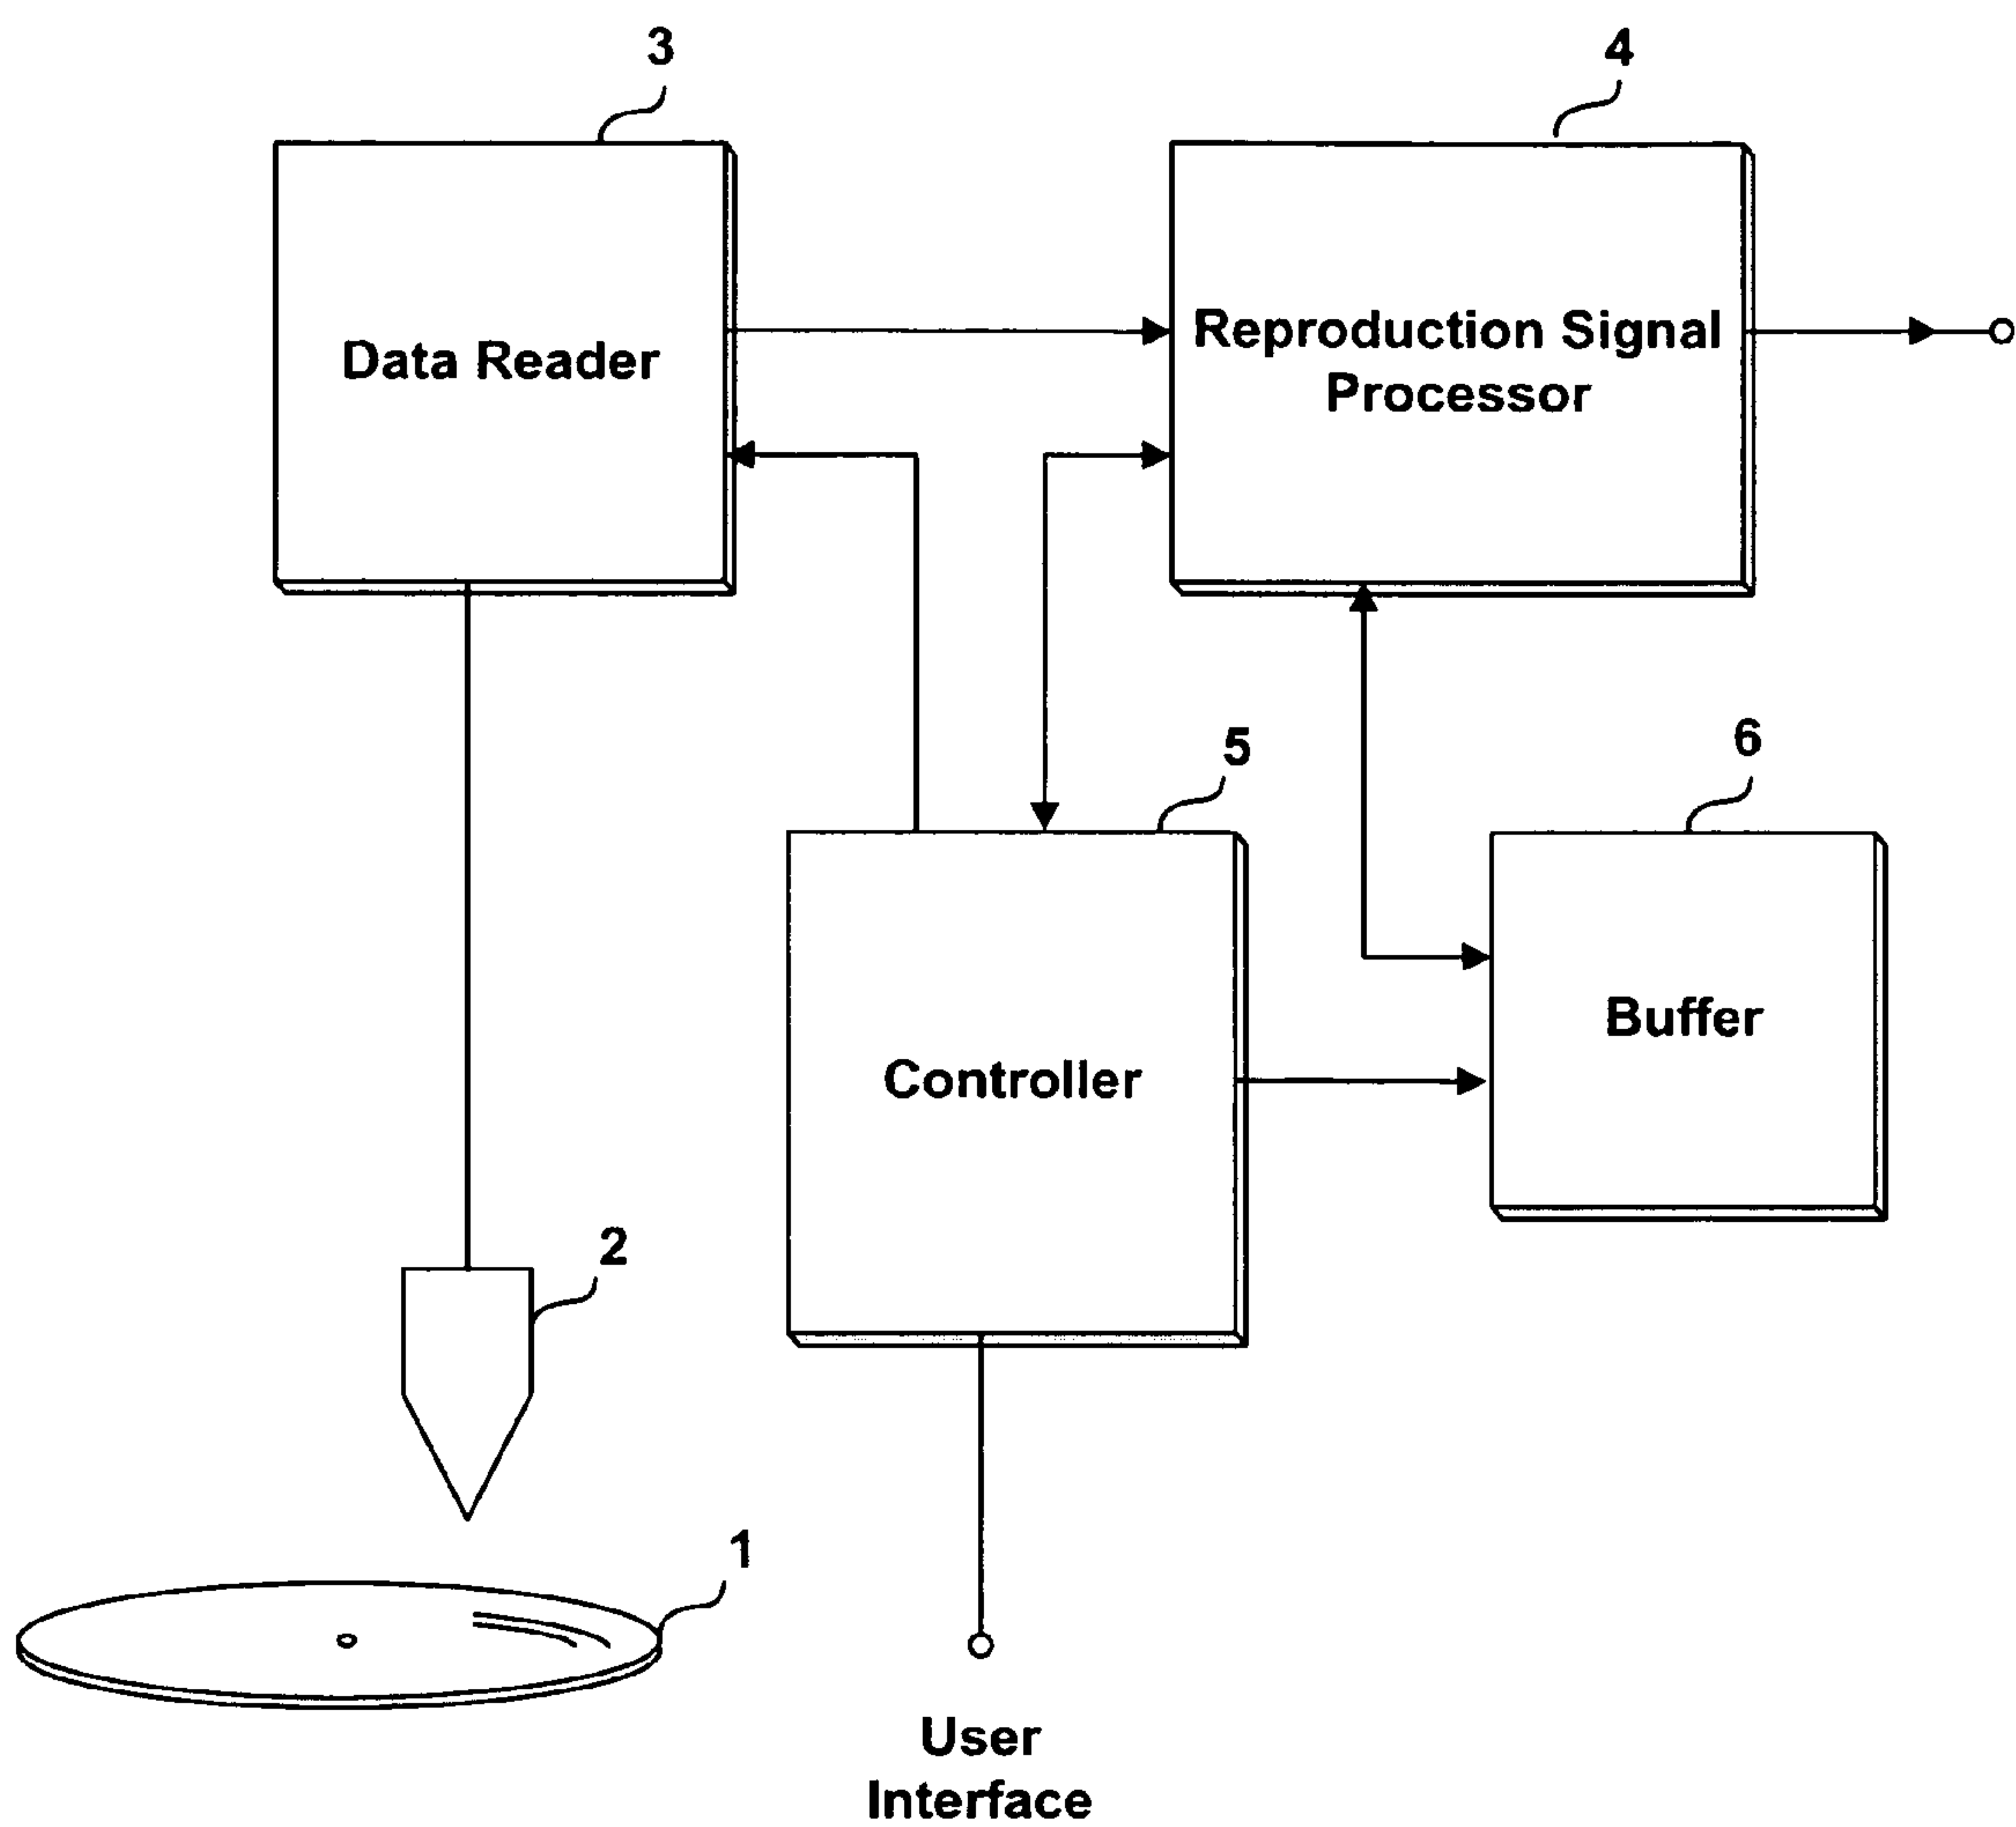 3
4
Data Reader
Reproduction Signal
Processor
5
6
Buffer
Controller
2
1
User
Interface